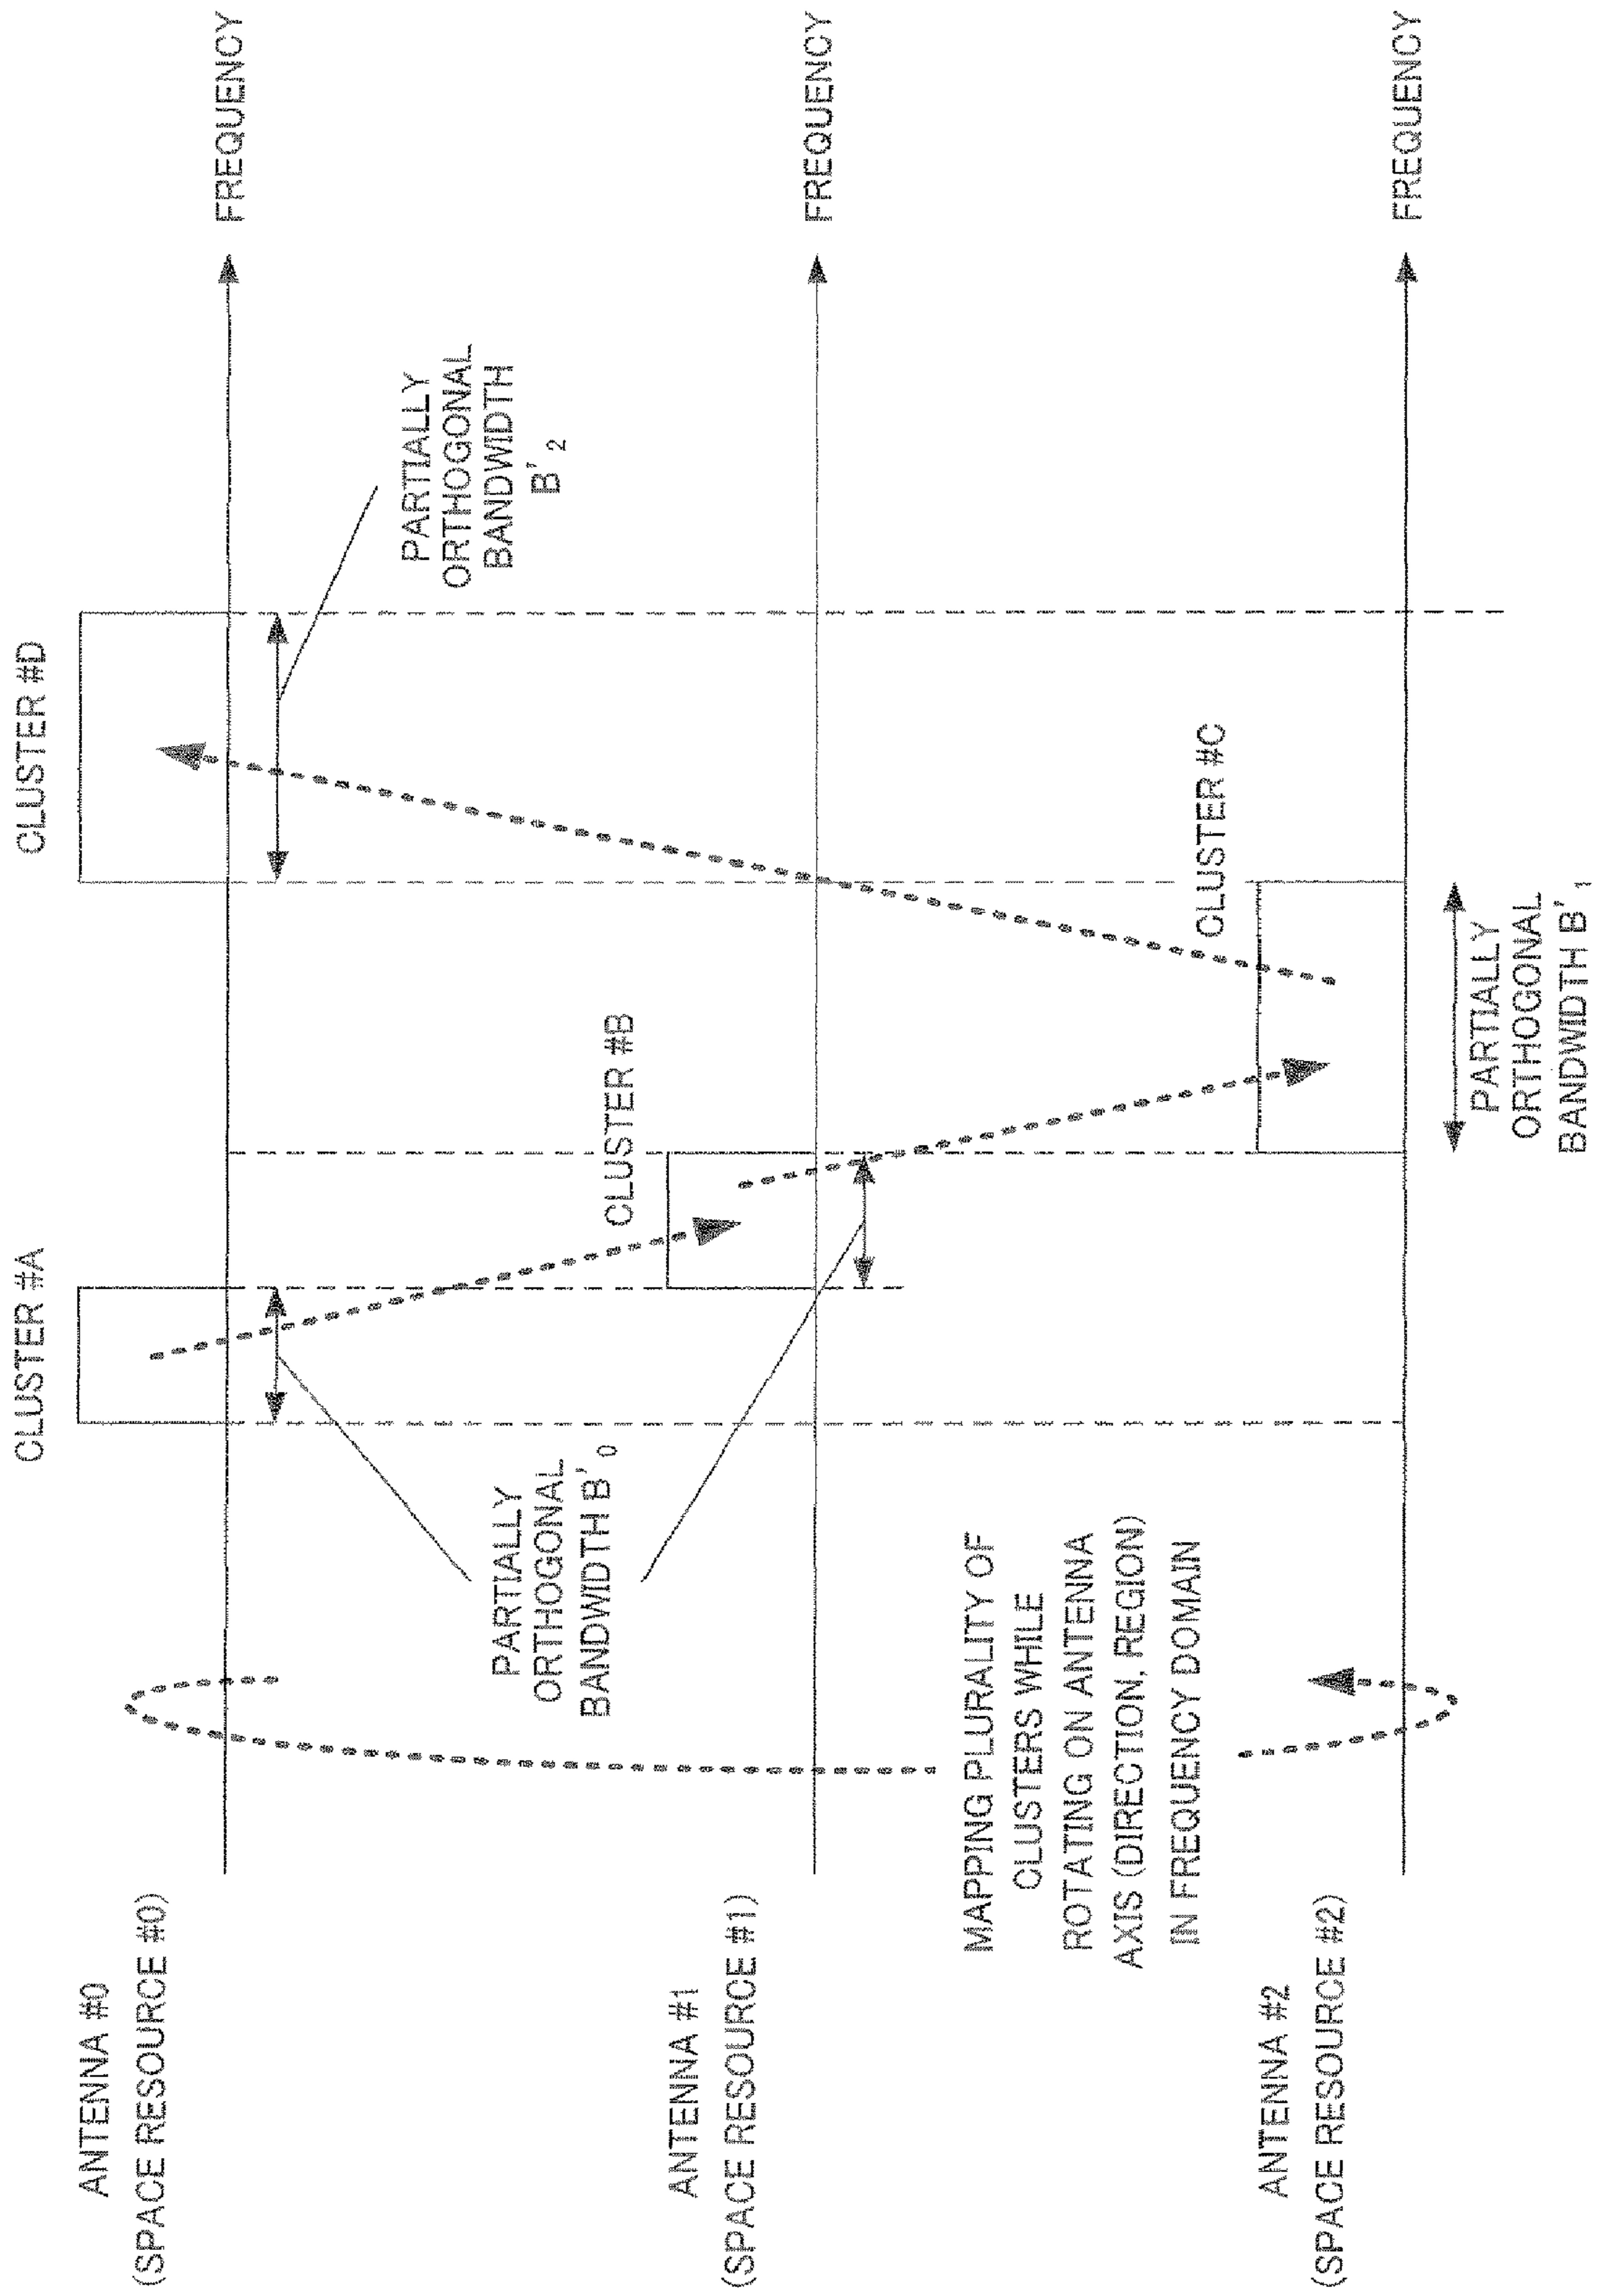 ANTENNA #0
(SPACE RESOURCE #0)
CLUSTER #A
CLUSTER #D
FREQUENCY
PARTIALLY
ORTHOGONAL
BANDWIDTH B'0
PARTIALLY
ORTHOGONAL
BANDWIDTH
B'2
ANTENNA #1
(SPACE RESOURCE #1)
CLUSTER #B
FREQUENCY
MAPPING PLURALITY OF
CLUSTERS WHILE
ROTATING ON ANTENNA
AXIS (DIRECTION, REGION)
IN FREQUENCY DOMAIN
ANTENNA #2
(SPACE RESOURCE #2)
CLUSTER #C
FREQUENCY
PARTIALLY
ORTHOGONAL
BANDWIDTH B'1